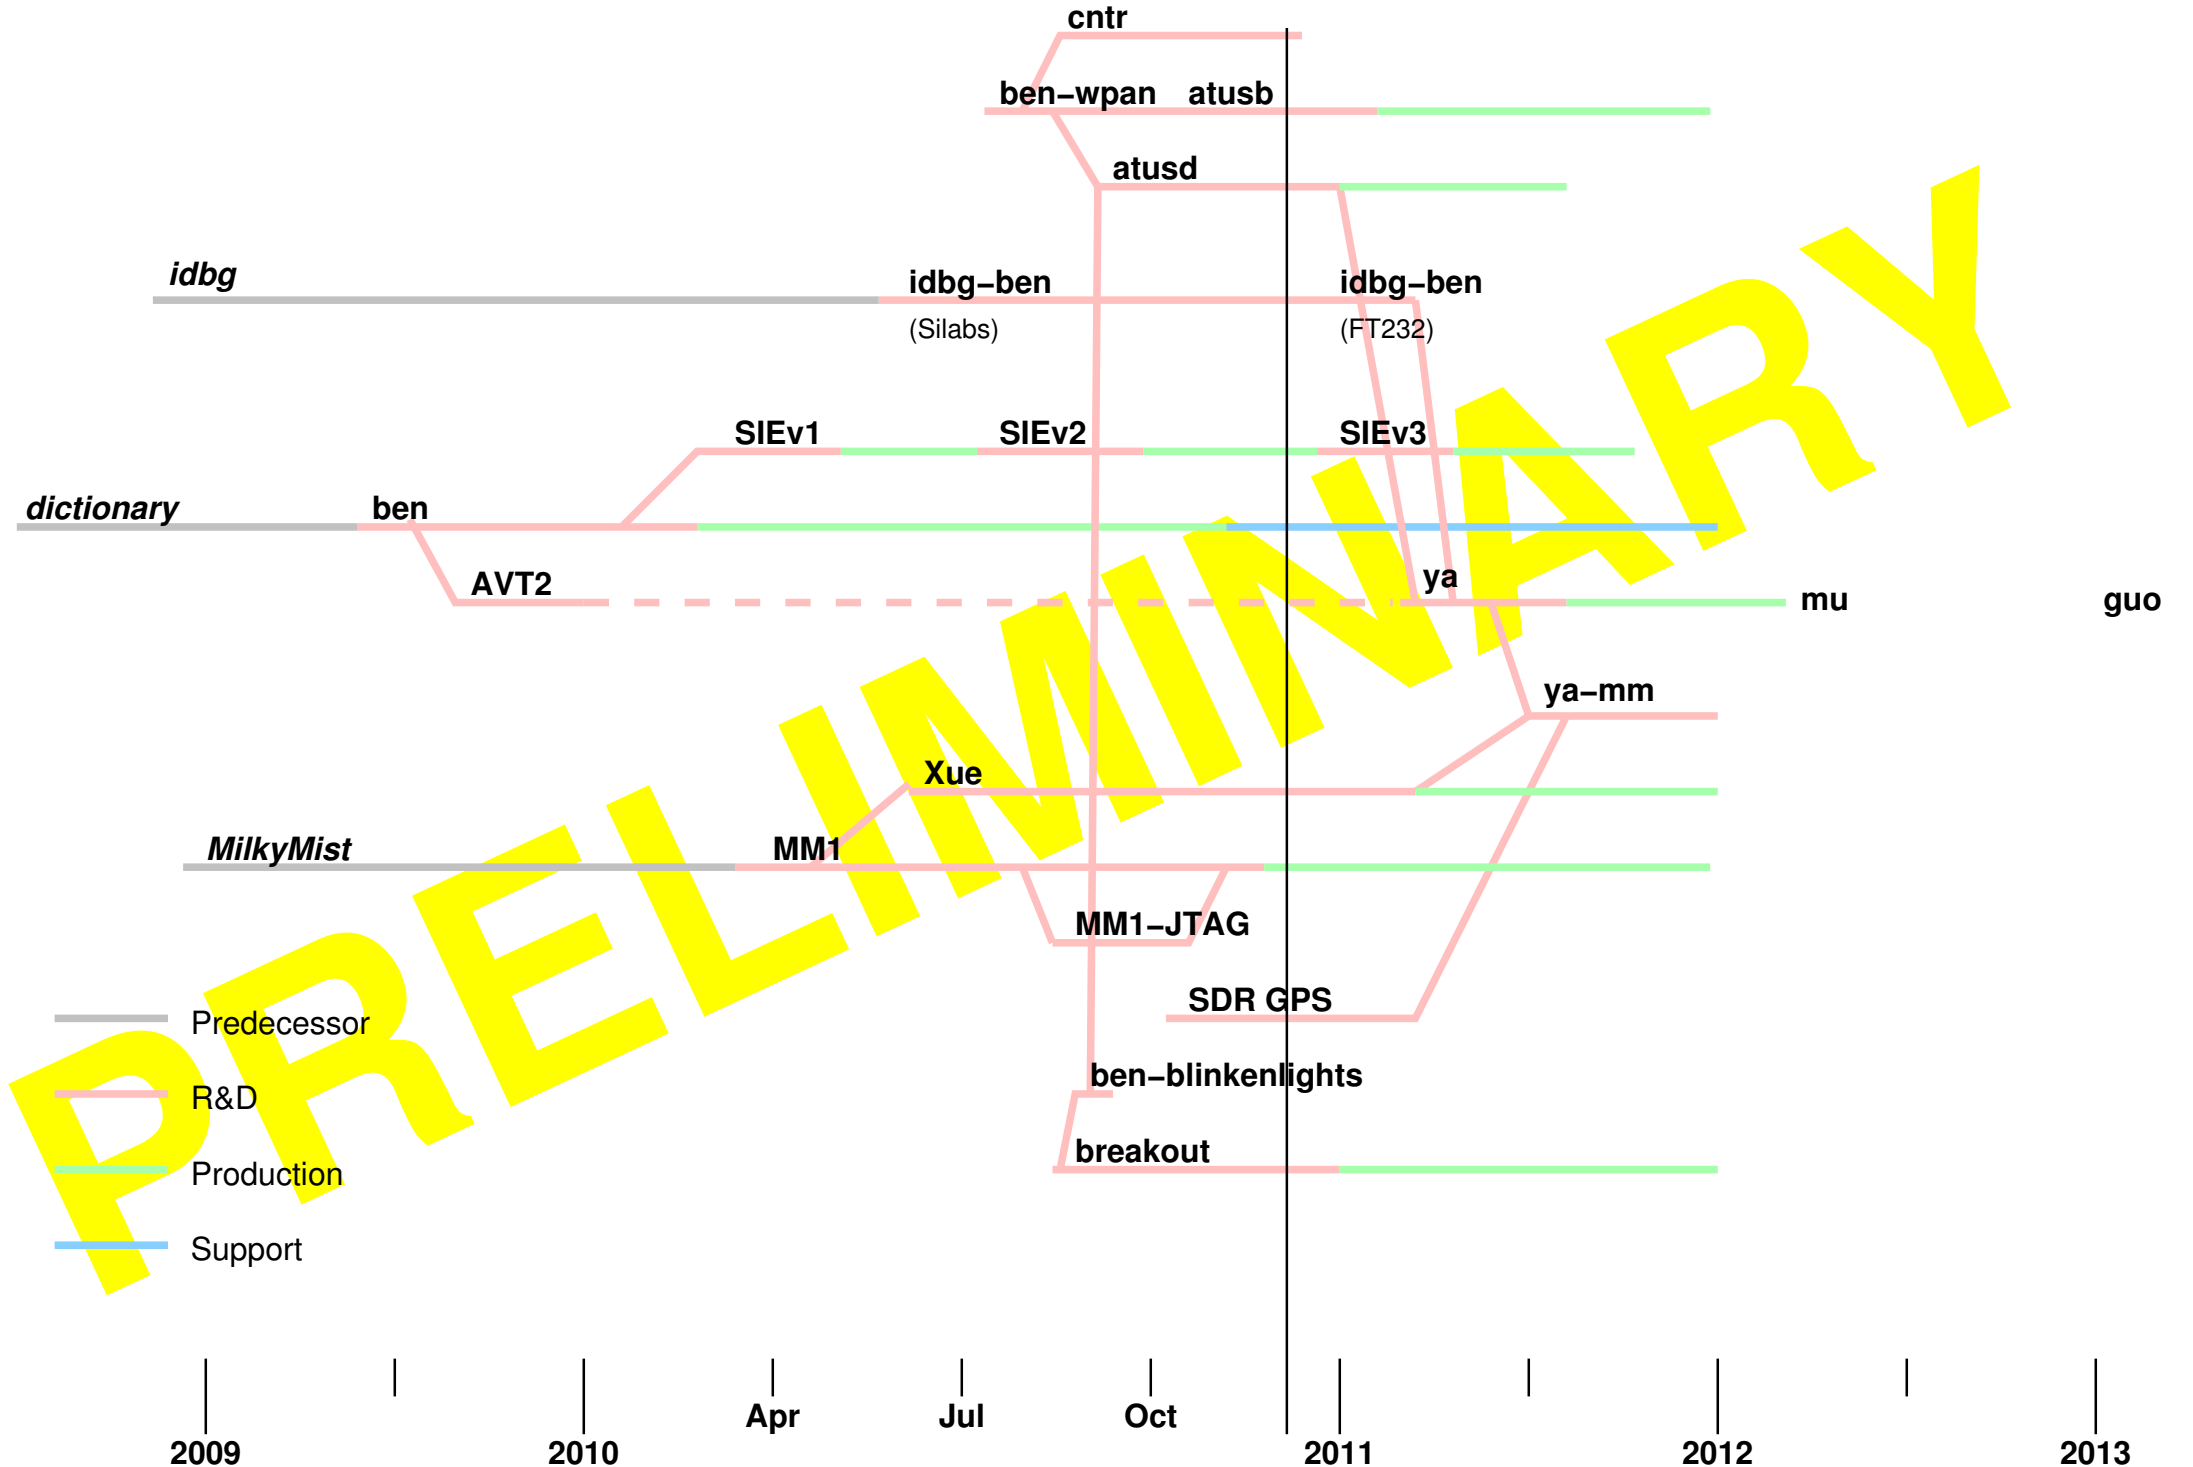 cntr
ben−wpan atusb
atusd
idbg
idbg−ben idbg−ben
(Silabs) (FT232)
SIEv1 SIEv2 SIEv3
dictionary ben
AVT2 ya
mu guo
ya−mm
Xue
MilkyMist MM1
MM1−JTAG
SDR GPS
Predecessor
ben−blinkenlights
R&D
breakout
Production
Support
PRELIMINARY
Apr Jul Oct
2009 2010 2011 2012 2013